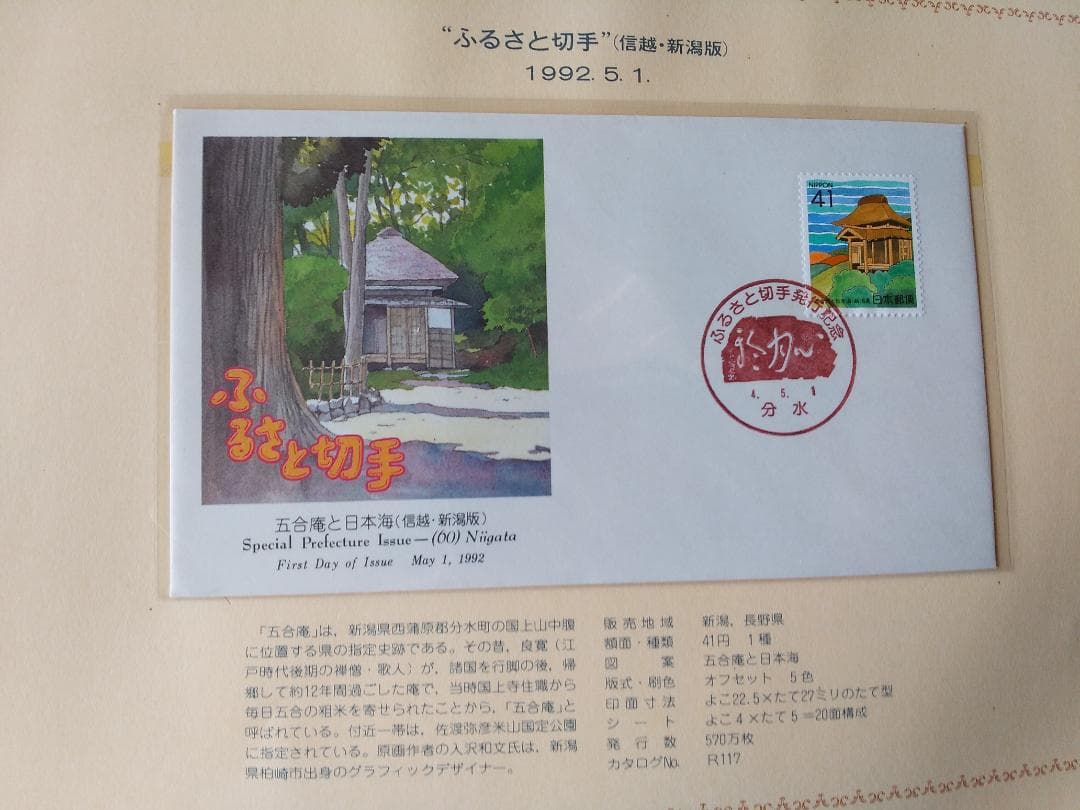 “ふるさと切手”(信越・新潟版)
1992. 5. 1.
NIPPON
41
日本郵便
ふるさと切手発行記念
4. 5. 1
分水
ふ
るさと切手
五合庵と日本海(信越・新潟版)
Special Prefecture Issue—(60) Niigata
First Day of Issue May 1, 1992
「五合庵」は，新潟県西蒲原郡分水町の国上山中腹
に位置する県の指定史跡である。その昔，良寛(江
戸時代後期の禅僧・歌人)が，諸国を行脚の後，帰
郷して約12年間過ごした庵で，当時国上寺住職から
毎日五合の粗米を寄せられたことから，「五合庵」と
呼ばれている。付近一帯は，佐渡弥彦米山国定公園
に指定されている。原画作者の入沢和文氏は，新潟
県柏崎市出身のグラフィックデザイナー。
販売地域 新潟，長野県
額面・種類 41円 1種
図案 五合庵と日本海
版式・刷色 オフセット 5色
印面寸法 よこ22.5×たて27ミリのたて型
シート よこ4×たて5＝20面構成
発行数 570万枚
カタログNo. R117